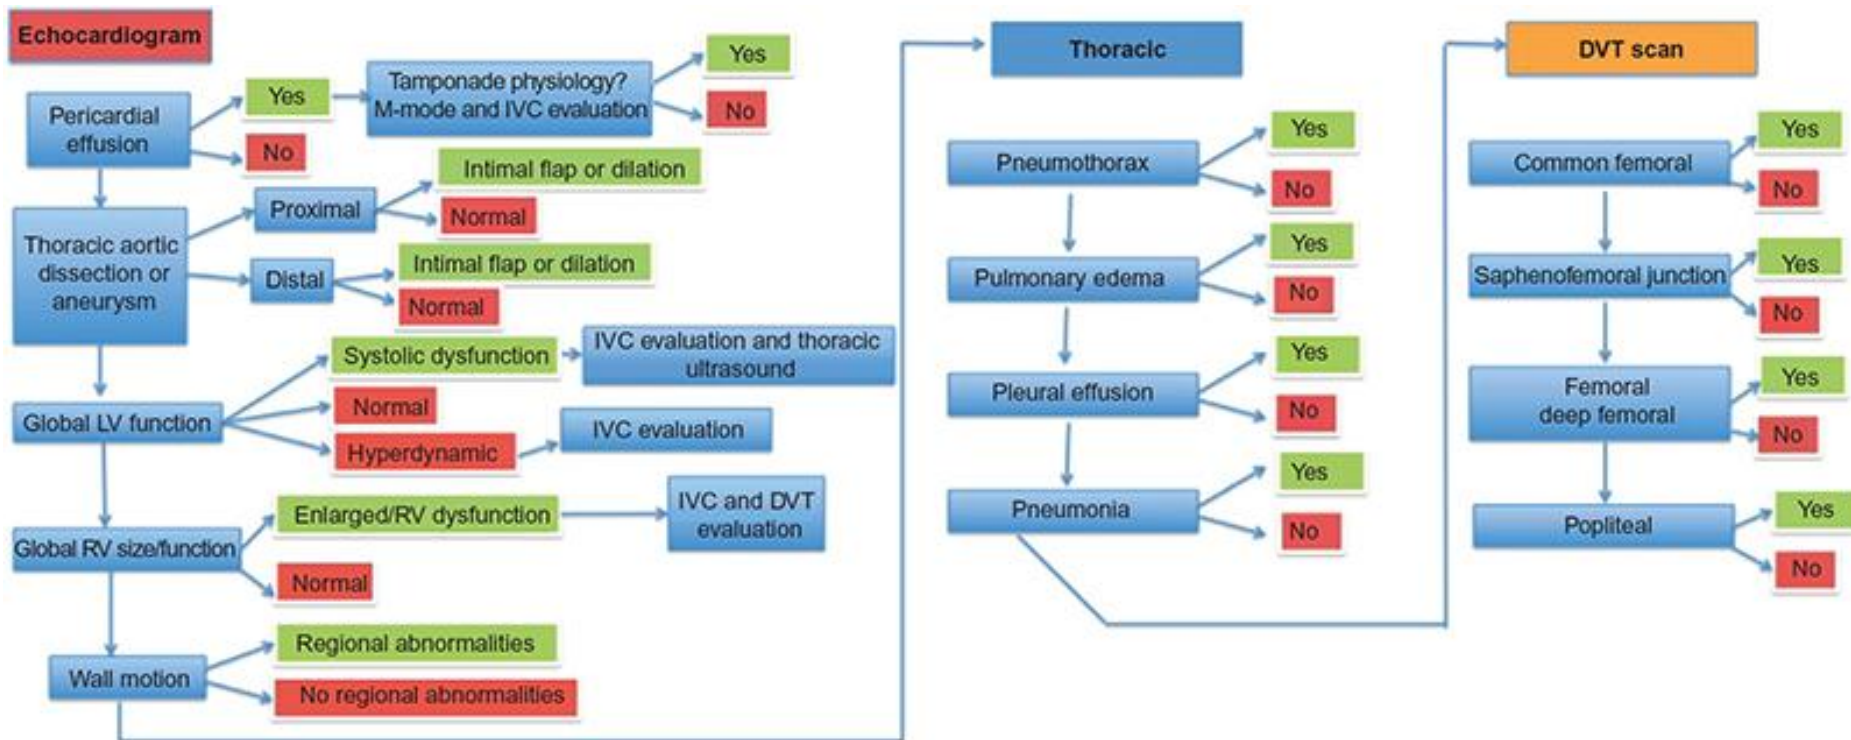 Echocardiogram
Pericardial
effusion
Yes
No
Tamponade physiology?
M-mode and IVC evaluation
Yes
No
Thoracic aortic
dissection or
aneurysm
Proximal
Intimal flap or dilation
Normal
Distal
Intimal flap or dilation
Normal
Global LV function
Systolic dysfunction
IVC evaluation and thoracic
ultrasound
Normal
Hyperdynamic
IVC evaluation
Global RV size/function
Enlarged/RV dysfunction
IVC and DVT
evaluation
Normal
Wall motion
Regional abnormalities
No regional abnormalities
Thoracic
Pneumothorax
Yes
No
Pulmonary edema
Yes
No
Pleural effusion
Yes
No
Pneumonia
Yes
No
DVT scan
Common femoral
Yes
No
Saphenofemoral junction
Yes
No
Femoral
deep femoral
Yes
No
Popliteal
Yes
No